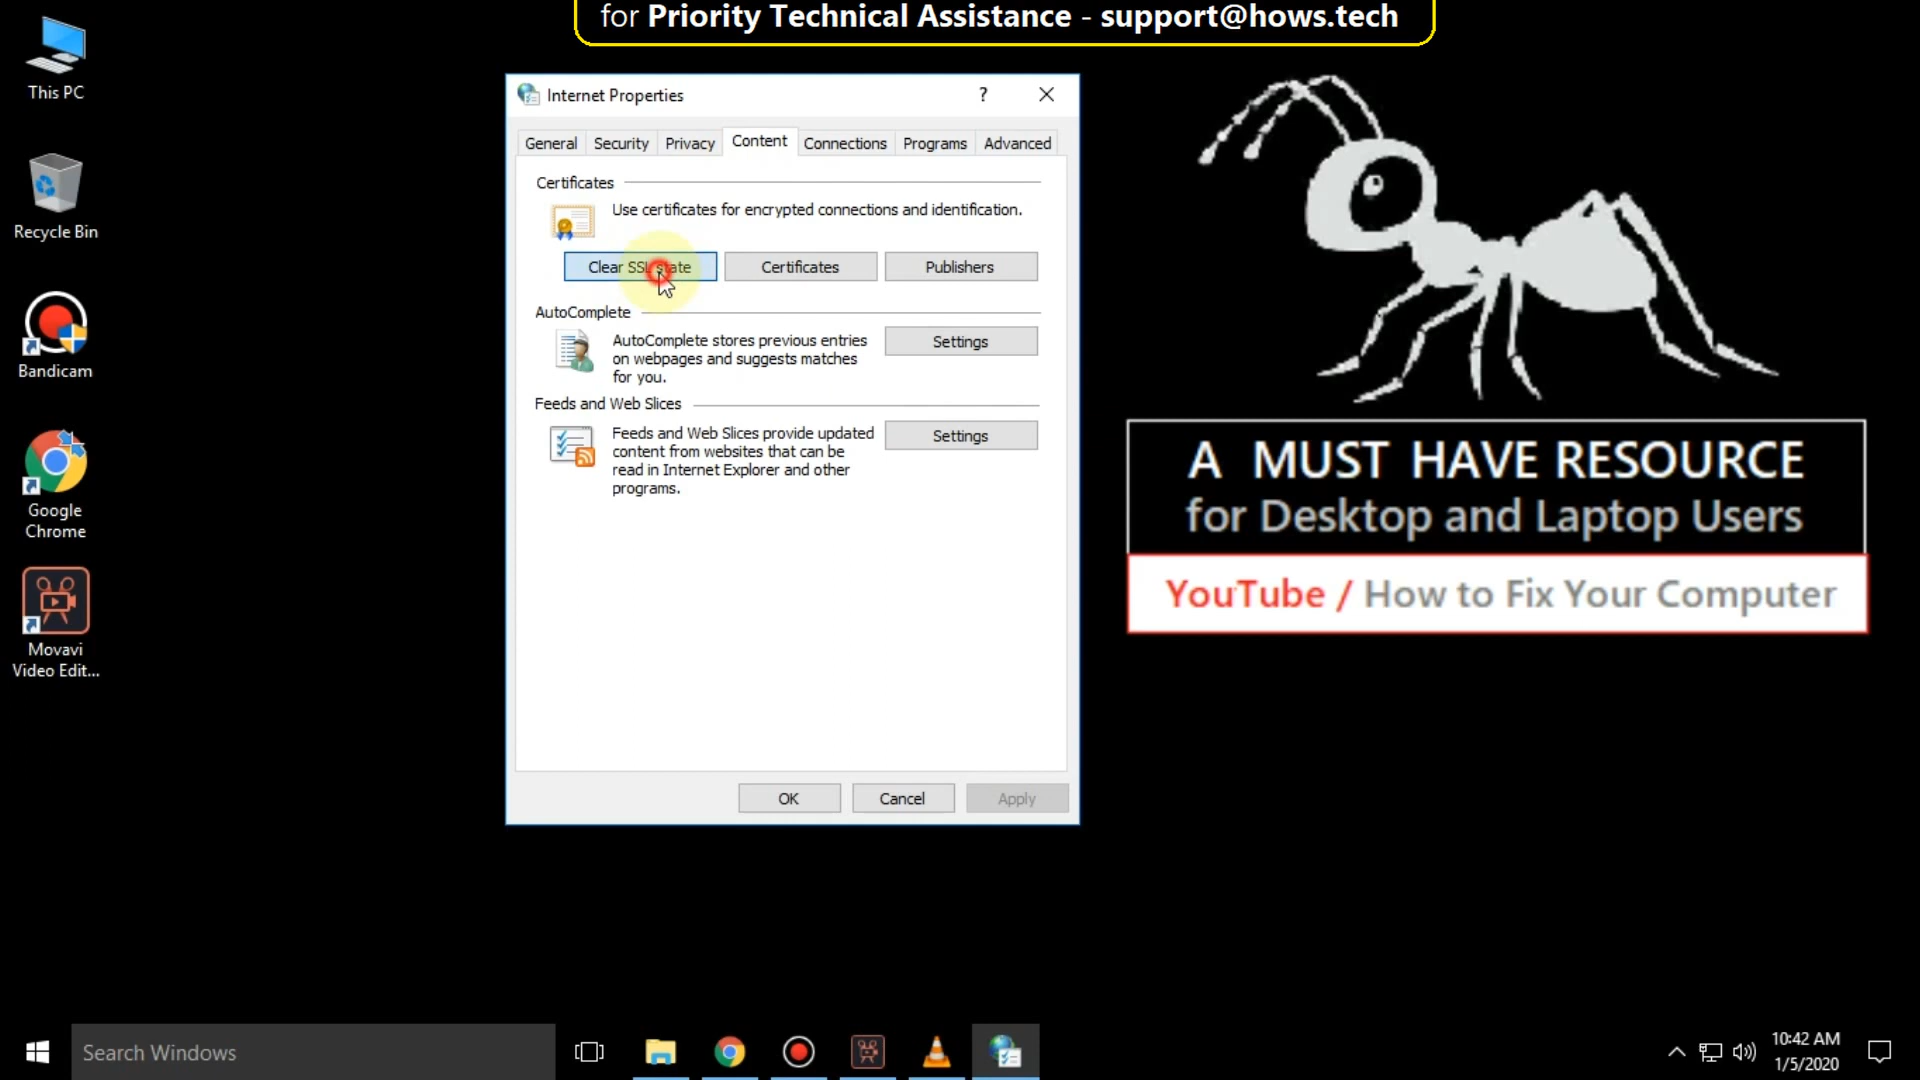 for Priority Technical Assistance - support@hows.tech
This PC
Recycle Bin
Bandicam
Google
Chrome
Movavi
Video Edit...
Internet Properties
?
General
Security
Privacy
Content
Connections
Programs
Advanced
Certificates
Use certificates for encrypted connections and identification.
Clear SSL state
Certificates
Publishers
AutoComplete
AutoComplete stores previous entries
on webpages and suggests matches
for you.
Settings
Feeds and Web Slices
Feeds and Web Slices provide updated
content from websites that can be
read in Internet Explorer and other
programs.
Settings
OK
Cancel
Apply
A MUST HAVE RESOURCE
for Desktop and Laptop Users
YouTube / How to Fix Your Computer
Search Windows
10:42 AM
1/5/2020